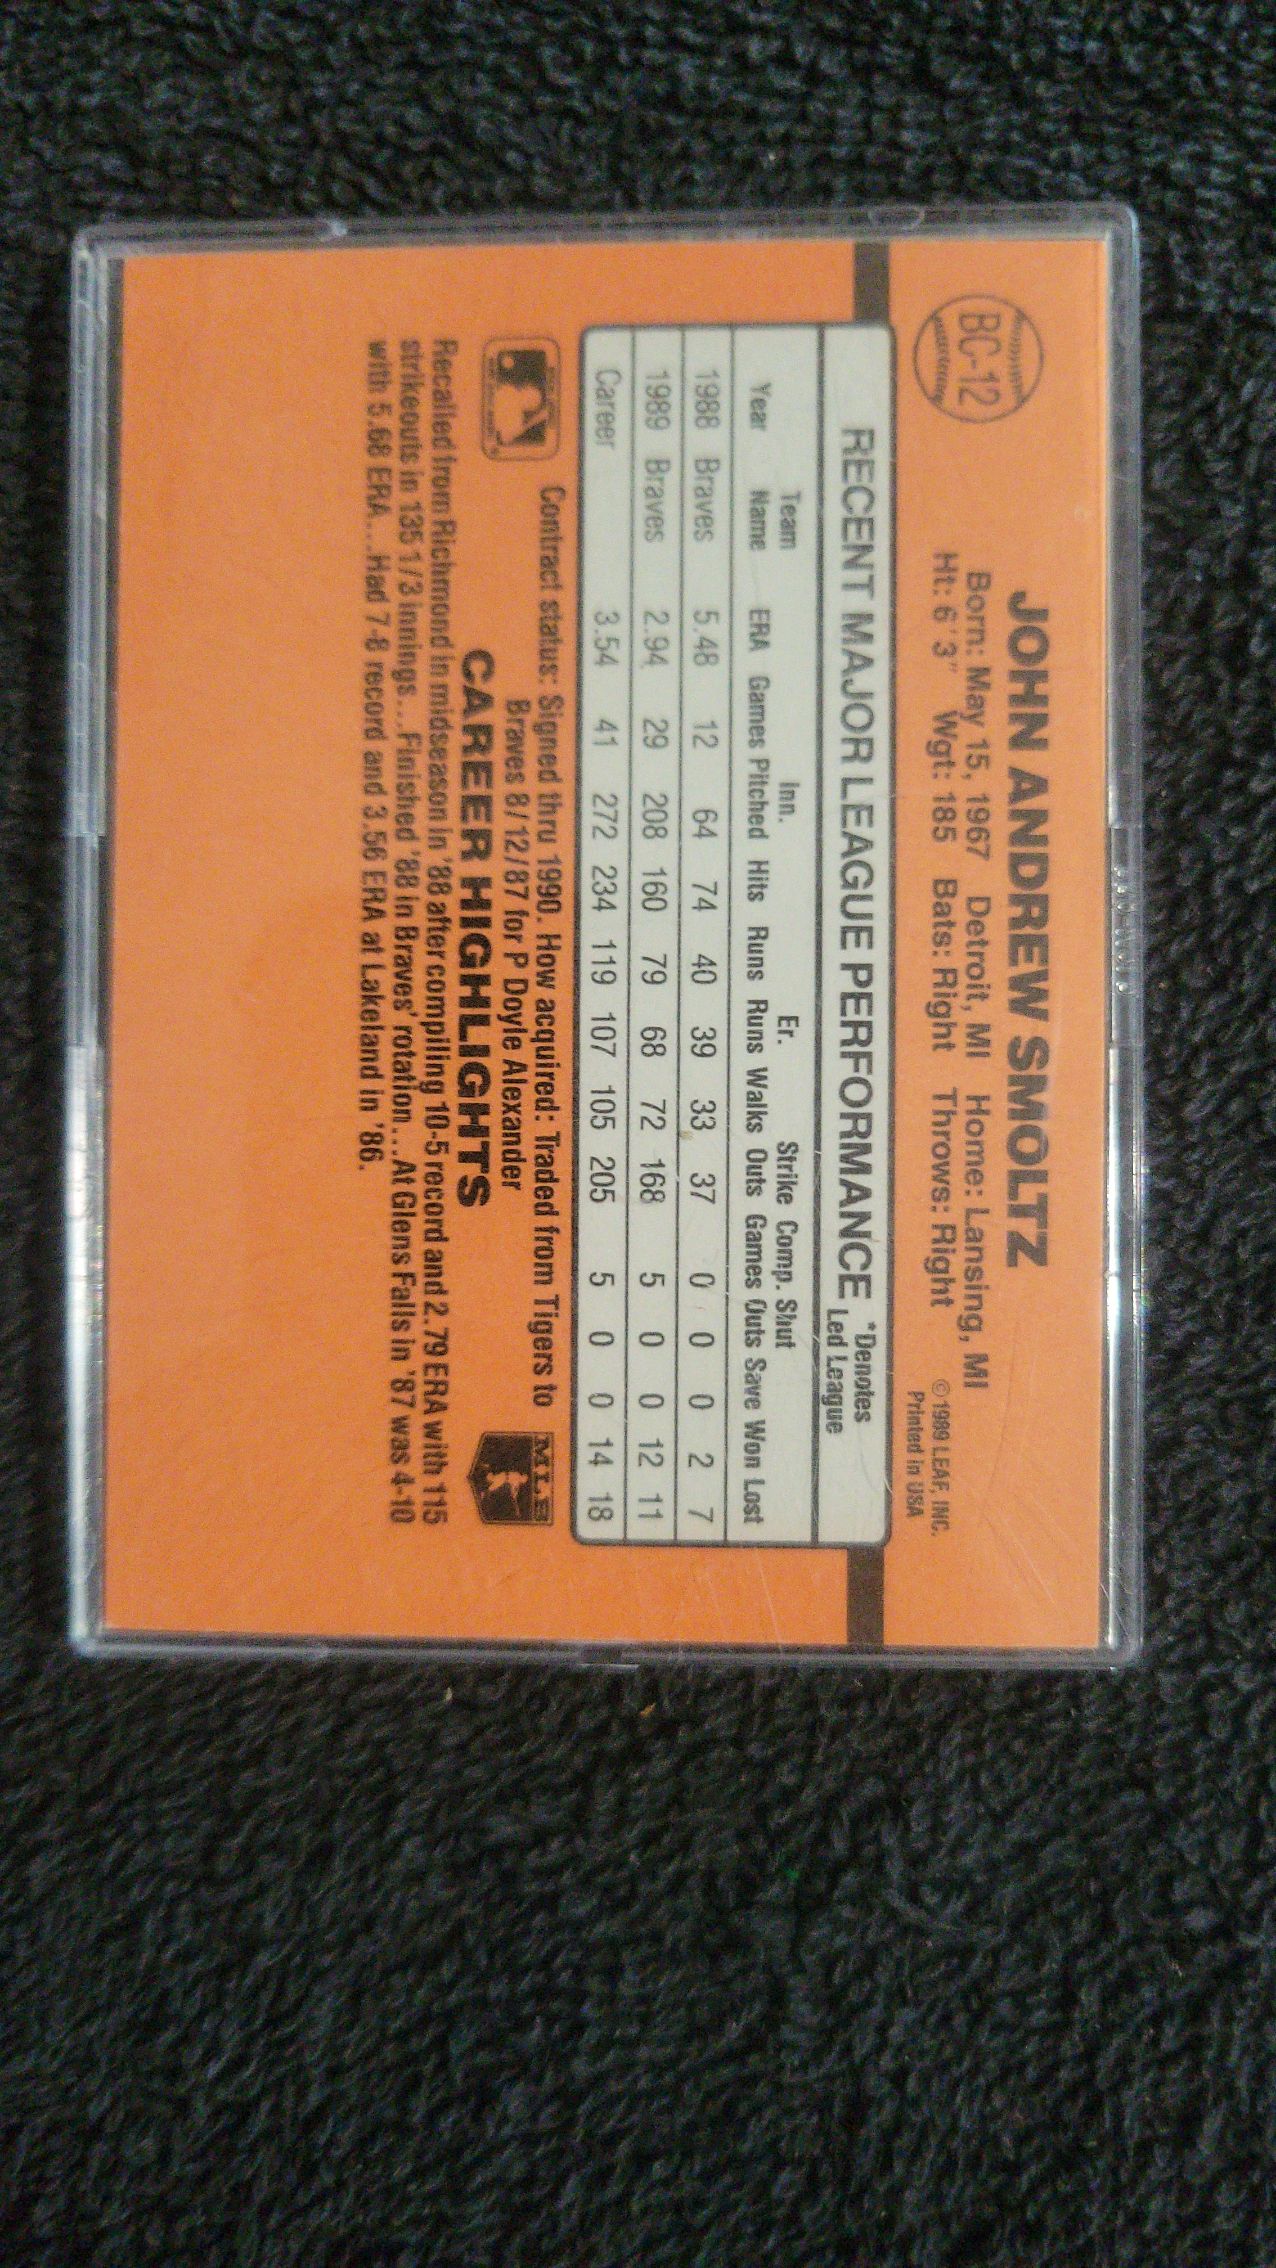 BC-12
JOHN ANDREW SMOLTZ
Born: May 15, 1967 Detroit, MI Home: Lansing, MI
Ht: 6'3" Wgt: 185 Bats: Right Throws: Right
© 1989 LEAF, INC.
Printed in USA
RECENT MAJOR LEAGUE PERFORMANCE *Denotes
Led League
Team Inn. Er. Strike Comp. Shut
Year Name ERA Games Pitched Hits Runs Runs Walks Outs Games Outs Save Won Lost
1988 Braves 5.48 12 64 74 40 39 33 37 0 0 0 2 7
1989 Braves 2.94 29 208 160 79 68 72 168 5 0 0 12 11
Career 3.54 41 272 234 119 107 105 205 5 0 0 14 18
Contract status: Signed thru 1990. How acquired: Traded from Tigers to
Braves 8/12/87 for P Doyle Alexander
MLB
CAREER HIGHLIGHTS
Recalled from Richmond in midseason in '88 after compiling 10-5 record and 2.79 ERA with 115
strikeouts in 135 1/3 innings...Finished '88 in Braves' rotation...At Glens Falls in '87 was 4-10
with 5.68 ERA...Had 7-8 record and 3.56 ERA at Lakeland in '86.